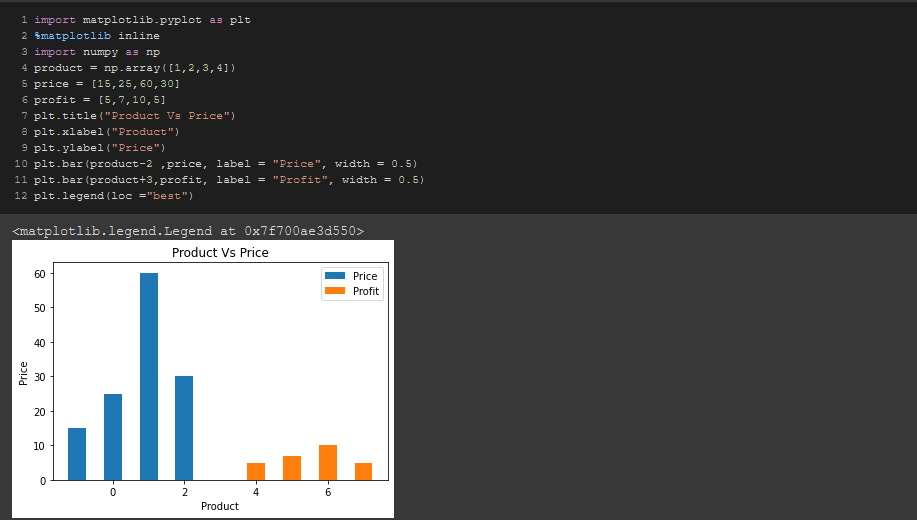 1 import matplotlib.pyplot as plt
2 %matplotlib inline
3 import numpy as np
4 product = np.array([1,2,3,4])
5 price = [15,25,60,30]
6 profit = [5,7,10,5]
7 plt.title("Product Vs Price")
8 plt.xlabel("Product")
9 plt.ylabel("Price")
10 plt.bar(product-2 ,price, label = "Price", width = 0.5)
11 plt.bar(product+3,profit, label = "Profit", width = 0.5)
12 plt.legend(loc ="best")
<matplotlib.legend.Legend at 0x7f700ae3d550>
Product Vs Price
Price
Profit
60
50
40
30
20
10
0
Price
0 2 4 6
Product